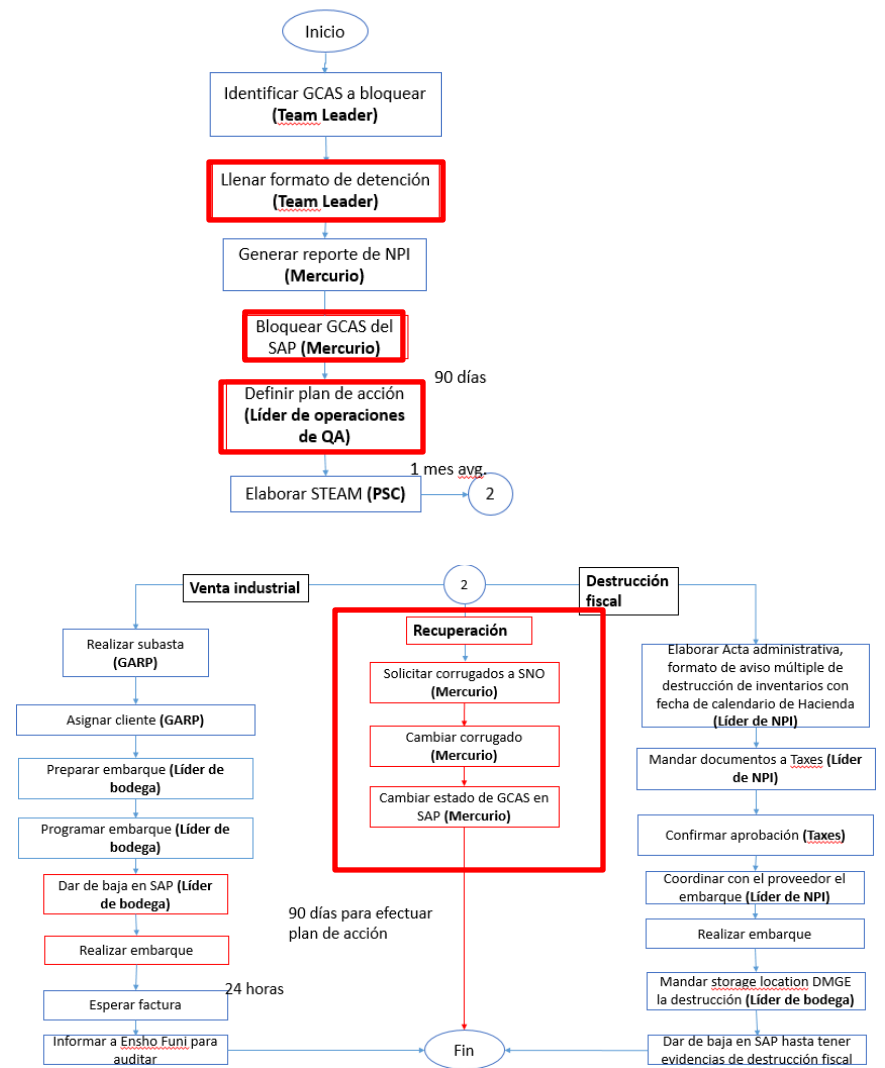 Inicio
Identificar GCAS a bloquear
(Team Leader)
Llenar formato de detención
(Team Leader)
Generar reporte de NPI
(Mercurio)
Bloquear GCAS del
SAP (Mercurio)
90 días
Definir plan de acción
(Líder de operaciones
de QA)
1 mes avg.
Elaborar STEAM (PSC)
2
Venta industrial
2
Destrucción
fiscal
Realizar subasta
(GARP)
Asignar cliente (GARP)
Preparar embarque (Líder de
bodega)
Programar embarque (Líder de
bodega)
Dar de baja en SAP (Líder
de bodega)
Realizar embarque
24 horas
Esperar factura
Informar a Ensho Funi para
auditar
Recuperación
Solicitar corrugados a SNO
(Mercurio)
Cambiar corrugado
(Mercurio)
Cambiar estado de GCAS en
SAP (Mercurio)
90 días para efectuar
plan de acción
Fin
Elaborar Acta administrativa,
formato de aviso múltiple de
destrucción de inventarios con
fecha de calendario de Hacienda
(Líder de NPI)
Mandar documentos a Taxes (Líder
de NPI)
Confirmar aprobación (Taxes)
Coordinar con el proveedor el
embarque (Líder de NPI)
Realizar embarque
Mandar storage location DMGE
la destrucción (Líder de bodega)
Dar de baja en SAP hasta tener
evidencias de destrucción fiscal